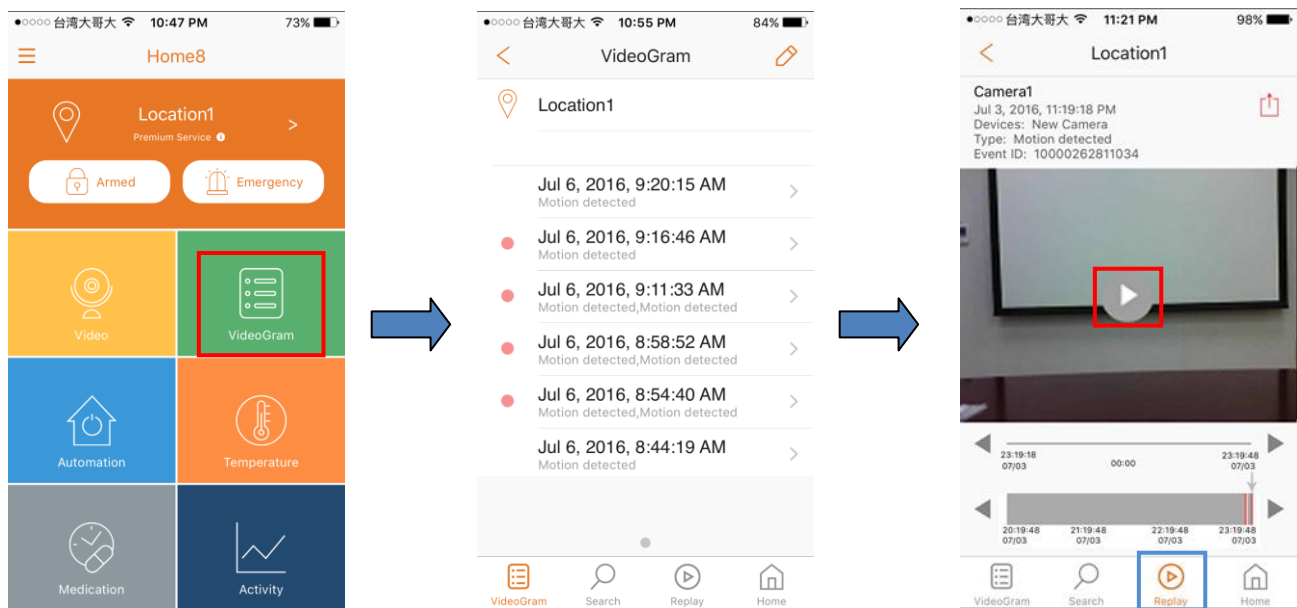 台湾大哥大 10:47 PM 73%
Home8
Location1
Premium Service
Armed
Emergency
Video
VideoGram
Automation
Temperature
Medication
Activity
台湾大哥大 10:55 PM 84%
VideoGram
Location1
Jul 6, 2016, 9:20:15 AM
Motion detected
Jul 6, 2016, 9:16:46 AM
Motion detected
Jul 6, 2016, 9:11:33 AM
Motion detected,Motion detected
Jul 6, 2016, 8:58:52 AM
Motion detected,Motion detected
Jul 6, 2016, 8:54:40 AM
Motion detected,Motion detected
Jul 6, 2016, 8:44:19 AM
Motion detected
VideoGram Search Replay Home
台湾大哥大 11:21 PM 98%
Location1
Camera1
Jul 3, 2016, 11:19:18 PM
Devices: New Camera
Type: Motion detected
Event ID: 10000262811034
23:19:18 00:00 23:19:48
07/03 07/03
20:19:48 21:19:48 22:19:48 23:19:48
07/03 07/03 07/03 07/03
VideoGram Search Replay Home